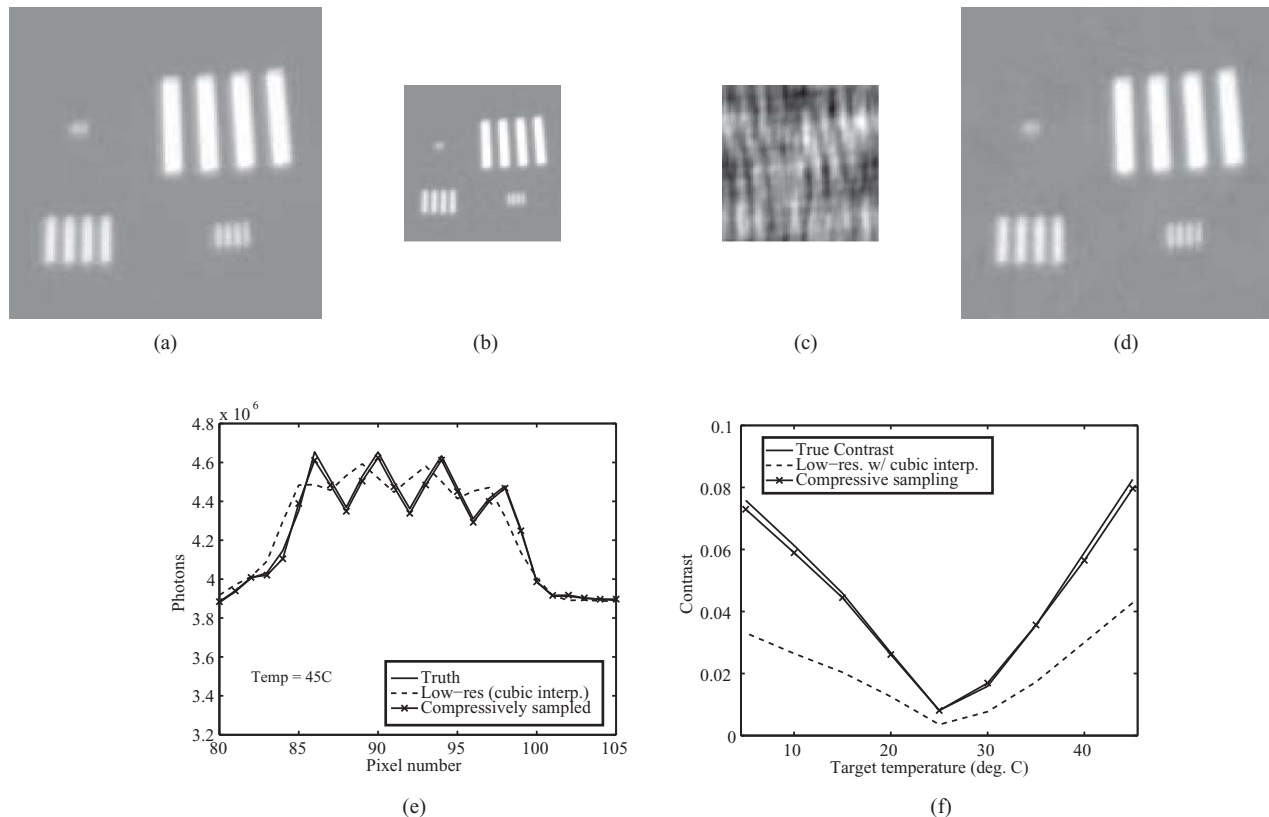 (a)
(b)
(c)
(d)
x 10^6
4.8
4.6
4.4
4.2
4
3.8
3.6
3.4
3.2
Photons
Temp = 45C
Truth
Low−res (cubic interp.)
Compressively sampled
80
85
90
95
100
105
Pixel number
(e)
0.1
0.08
0.06
0.04
0.02
0
Contrast
True Contrast
Low−res. w/ cubic interp.
Compressive sampling
10
20
30
40
Target temperature (deg. C)
(f)